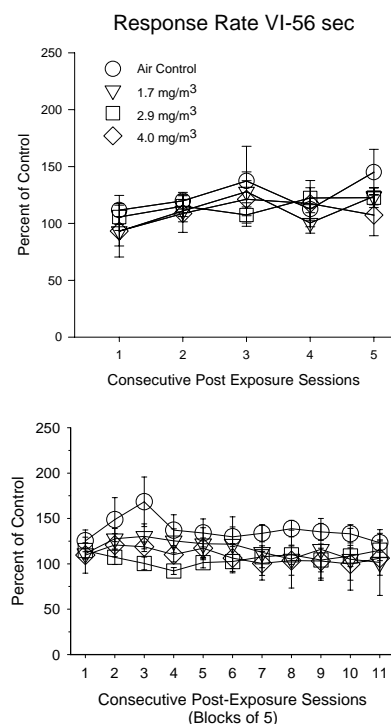 Response Rate VI-56 sec
250
200
150
100
50
0
Percent of Control
Air Control
1.7 mg/m³
2.9 mg/m³
4.0 mg/m³
1 2 3 4 5
Consecutive Post Exposure Sessions
250
200
150
100
50
0
Percent of Control
1 2 3 4 5 6 7 8 9 10 11
Consecutive Post-Exposure Sessions
(Blocks of 5)